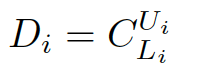 $D_i = C_{L_i}^{U_i}$